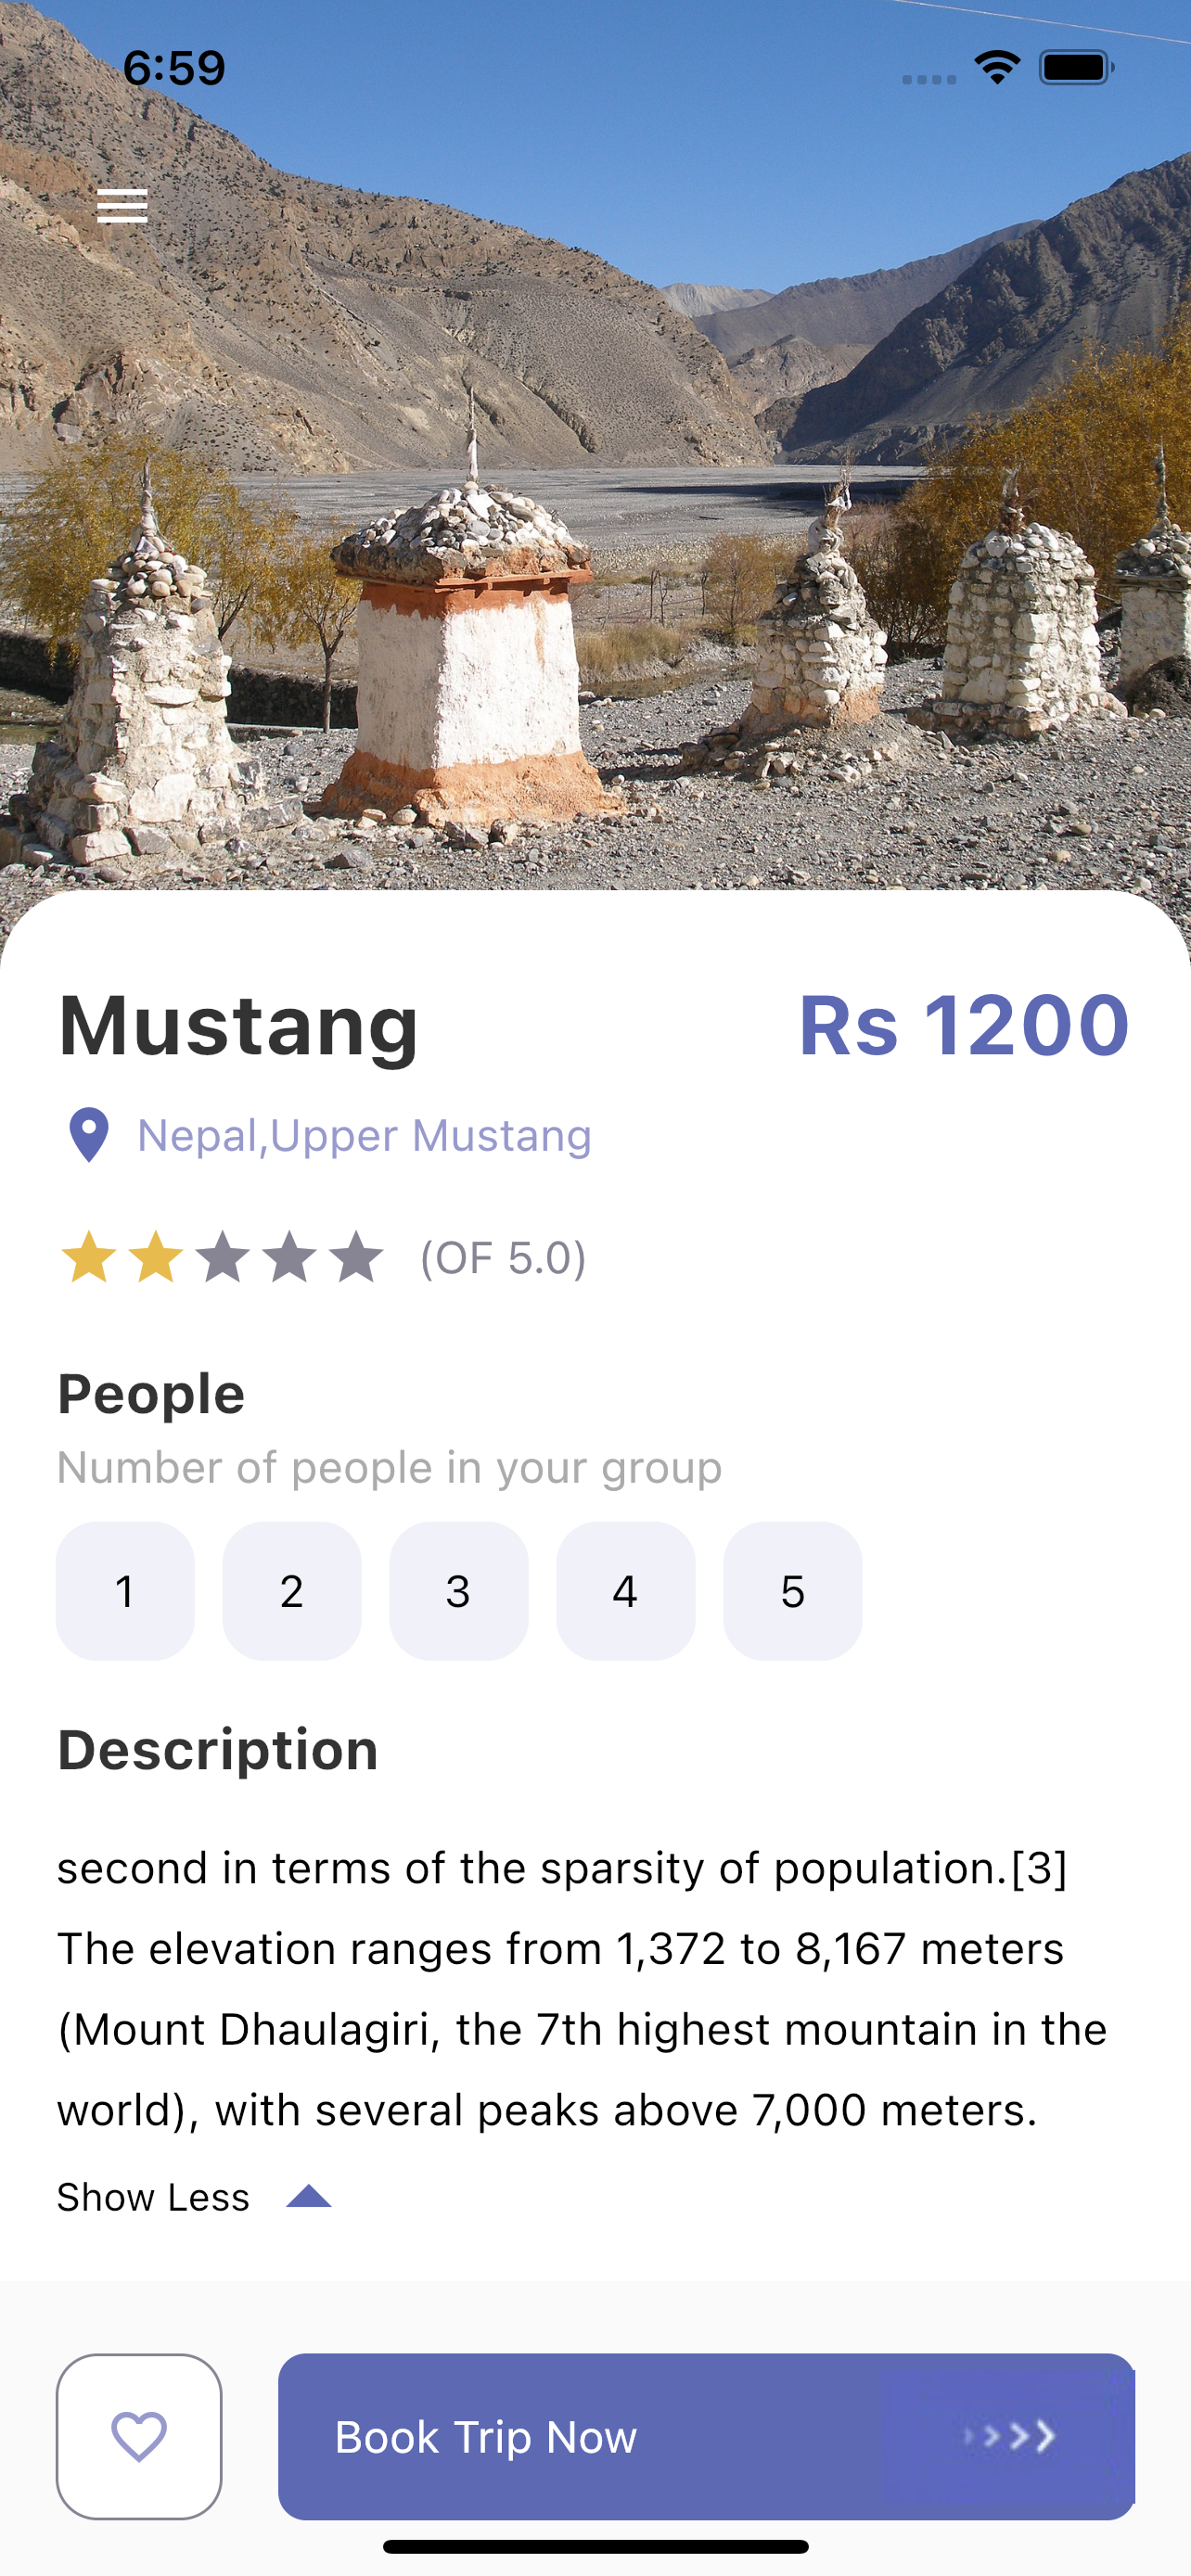 6:59
Mustang
Rs 1200
Nepal,Upper Mustang
(OF 5.0)
People
Number of people in your group
1 2 3 4 5
Description
second in terms of the sparsity of population.[3]
The elevation ranges from 1,372 to 8,167 meters
(Mount Dhaulagiri, the 7th highest mountain in the
world), with several peaks above 7,000 meters.
Show Less
Book Trip Now